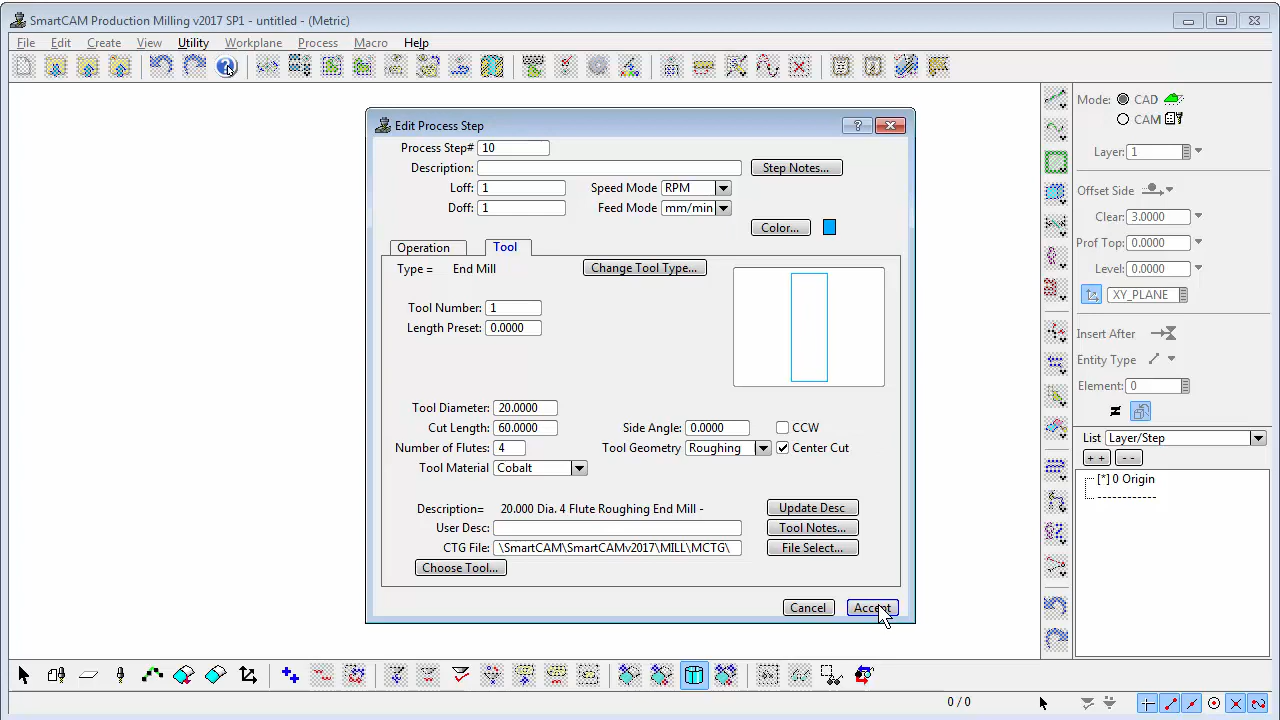 SmartCAM Production Milling v2017 SP1 - untitled - (Metric)
File Edit Create View Utility Workplane Process Macro Help
Edit Process Step
Process Step# 10
Description:
Step Notes...
Loff: 1
Speed Mode RPM
Doff: 1
Feed Mode mm/min
Color...
Operation
Tool
Type = End Mill
Change Tool Type...
Tool Number: 1
Length Preset: 0.0000
Tool Diameter: 20.0000
Cut Length: 60.0000
Side Angle: 0.0000
CCW
Number of Flutes: 4
Tool Geometry Roughing
Center Cut
Tool Material Cobalt
Description= 20.000 Dia. 4 Flute Roughing End Mill -
Update Desc
User Desc:
Tool Notes...
CTG File: \SmartCAM\SmartCAMv2017\MILL\MCTG\
File Select...
Choose Tool...
Cancel
Accept
Mode: CAD
CAM
Layer: 1
Offset Side
Clear: 3.0000
Prof Top: 0.0000
Level: 0.0000
XY_PLANE
Insert After
Entity Type
Element: 0
List Layer/Step
+ +
- -
[*] 0 Origin
------------
0 / 0